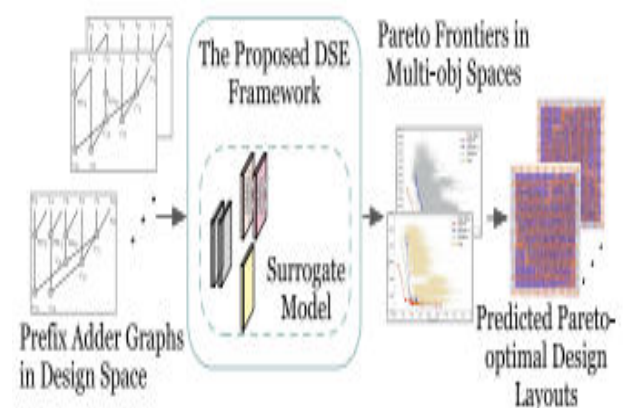 The Proposed DSE
Framework
Surrogate
Model
Prefix Adder Graphs
in Design Space
Pareto Frontiers in
Multi-obj Spaces
Predicted Pareto-
optimal Design
Layouts